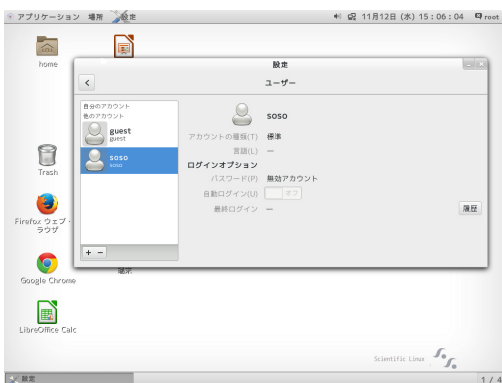 アプリケーション 場所 設定
11月12日 (水) 15:06:04 root
home
設定
ユーザー
自分のアカウント
他のアカウント
guest
guest
soso
soso
soso
アカウントの種類(T) 標準
言語(L) —
ログインオプション
パスワード(P) 無効アカウント
自動ログイン(U) オフ
最終ログイン —
履歴
+ −
Trash
Firefox ウェブ・
ラウザ
Google Chrome
LibreOffice Calc
Scientific Linux
設定
1 / 4